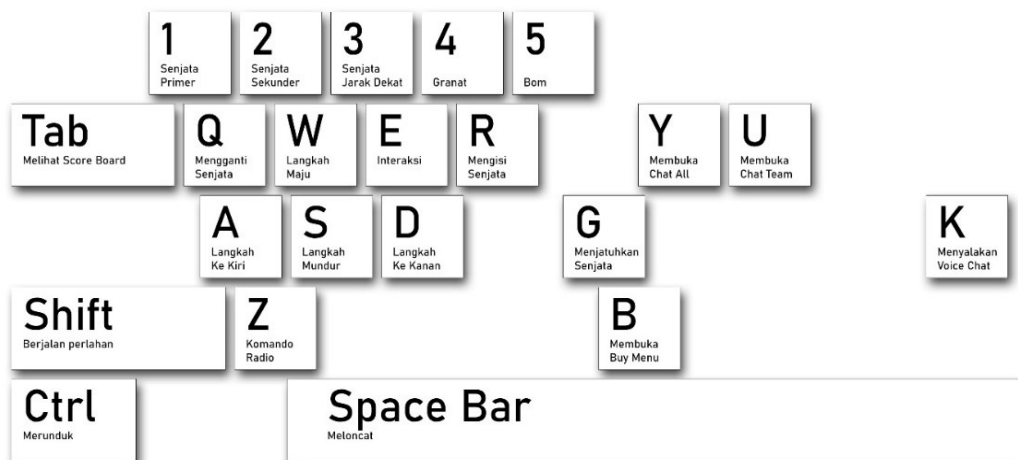 1
Senjata
Primer
2
Senjata
Sekunder
3
Senjata
Jarak Dekat
4
Granat
5
Bom
Tab
Melihat Score Board
Q
Mengganti
Senjata
W
Langkah
Maju
E
Interaksi
R
Mengisi
Senjata
Y
Membuka
Chat All
U
Membuka
Chat Team
A
Langkah
Ke Kiri
S
Langkah
Mundur
D
Langkah
Ke Kanan
G
Menjatuhkan
Senjata
K
Menyalakan
Voice Chat
Shift
Berjalan perlahan
Z
Komando
Radio
B
Membuka
Buy Menu
Ctrl
Merunduk
Space Bar
Meloncat